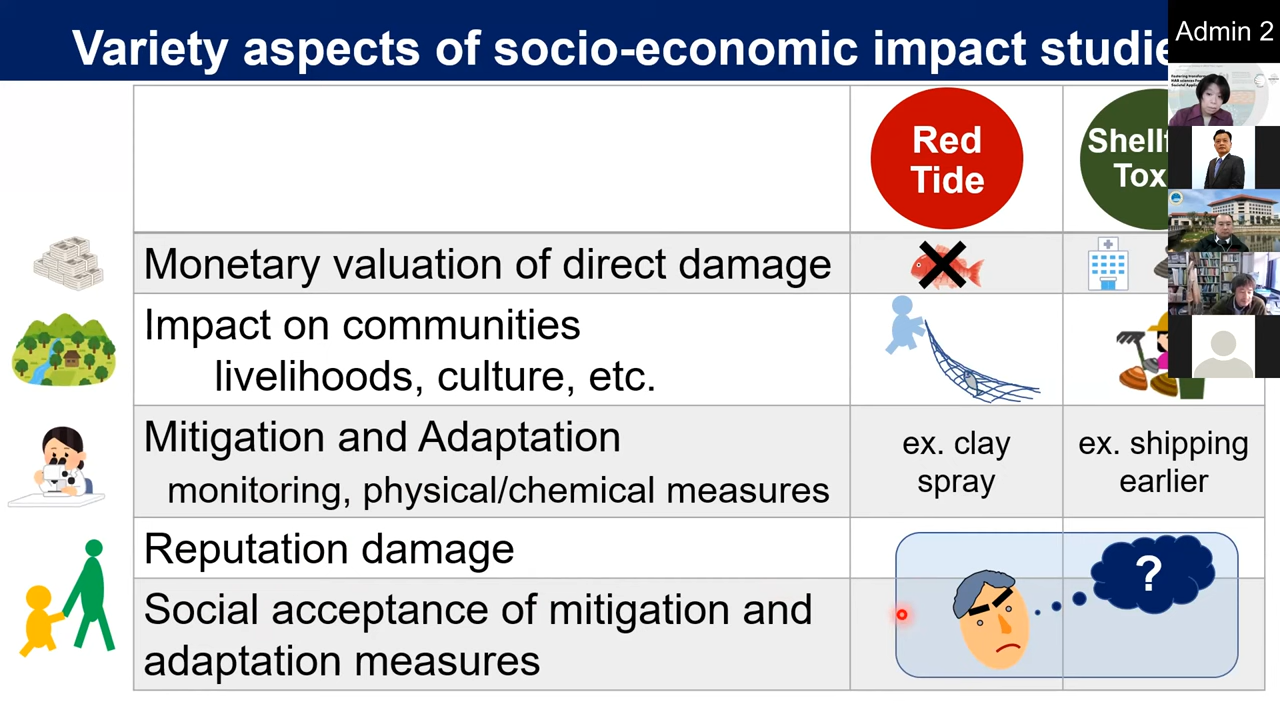 Variety aspects of socio-economic impact studie
Admin 2
Red
Tide
Shellf
Tox
Monetary valuation of direct damage
Impact on communities
livelihoods, culture, etc.
Mitigation and Adaptation
monitoring, physical/chemical measures
ex. clay
spray
ex. shipping
earlier
Reputation damage
?
Social acceptance of mitigation and
adaptation measures